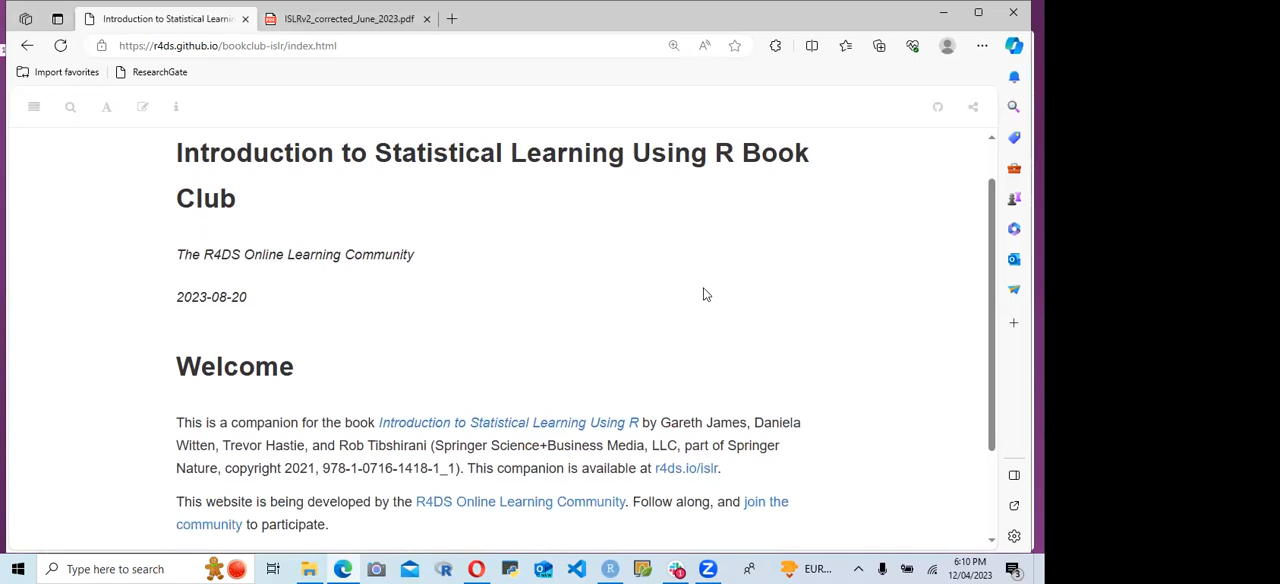 Introduction to Statistical Learnin
ISLRv2_corrected_June_2023.pdf
https://r4ds.github.io/bookclub-islr/index.html
Import favorites
ResearchGate
Introduction to Statistical Learning Using R Book
Club
The R4DS Online Learning Community
2023-08-20
Welcome
This is a companion for the book Introduction to Statistical Learning Using R by Gareth James, Daniela
Witten, Trevor Hastie, and Rob Tibshirani (Springer Science+Business Media, LLC, part of Springer
Nature, copyright 2021, 978-1-0716-1418-1_1). This companion is available at r4ds.io/islr.
This website is being developed by the R4DS Online Learning Community. Follow along, and join the
community to participate.
Type here to search
EUR...
6:10 PM
12/04/2023